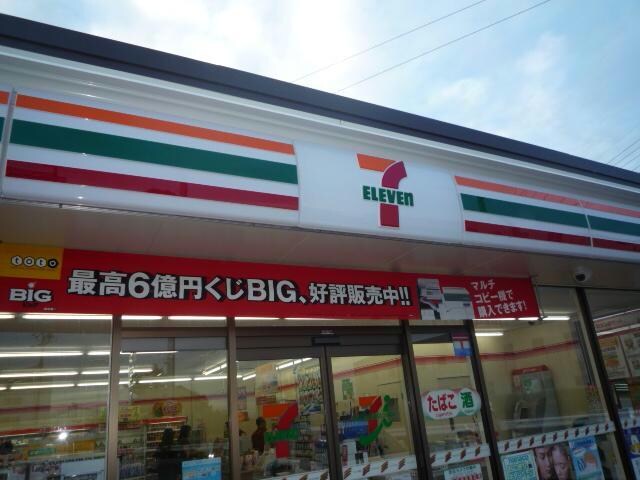 7
ELEVEn
toto
BIG
最高6億円くじBIG、好評販売中!!
マルチ
コピー機で
購入できます!
たばこ
酒